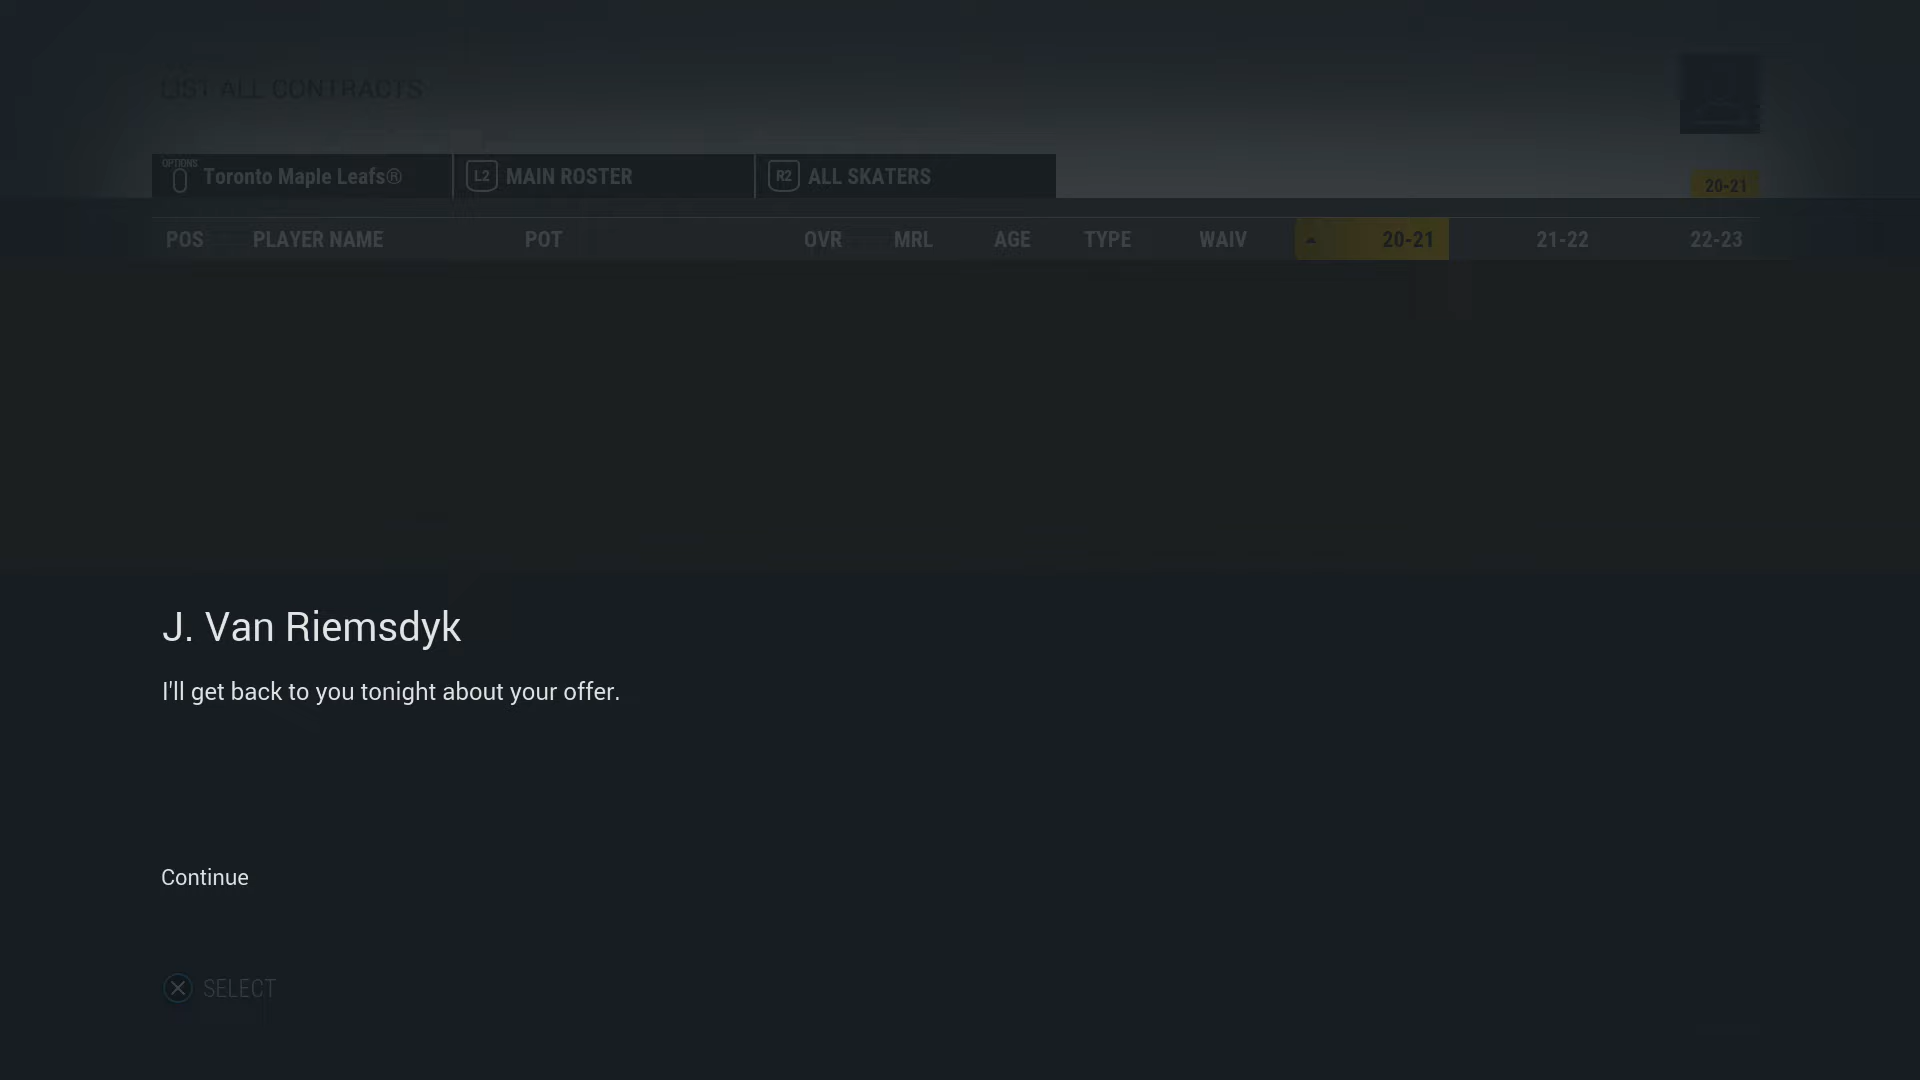 LIST ALL CONTRACTS
OPTIONS Toronto Maple Leafs® L2 MAIN ROSTER R2 ALL SKATERS
20-21
POS PLAYER NAME POT OVR MRL AGE TYPE WAIV 20-21 21-22 22-23
J. Van Riemsdyk
I'll get back to you tonight about your offer.
Continue
SELECT